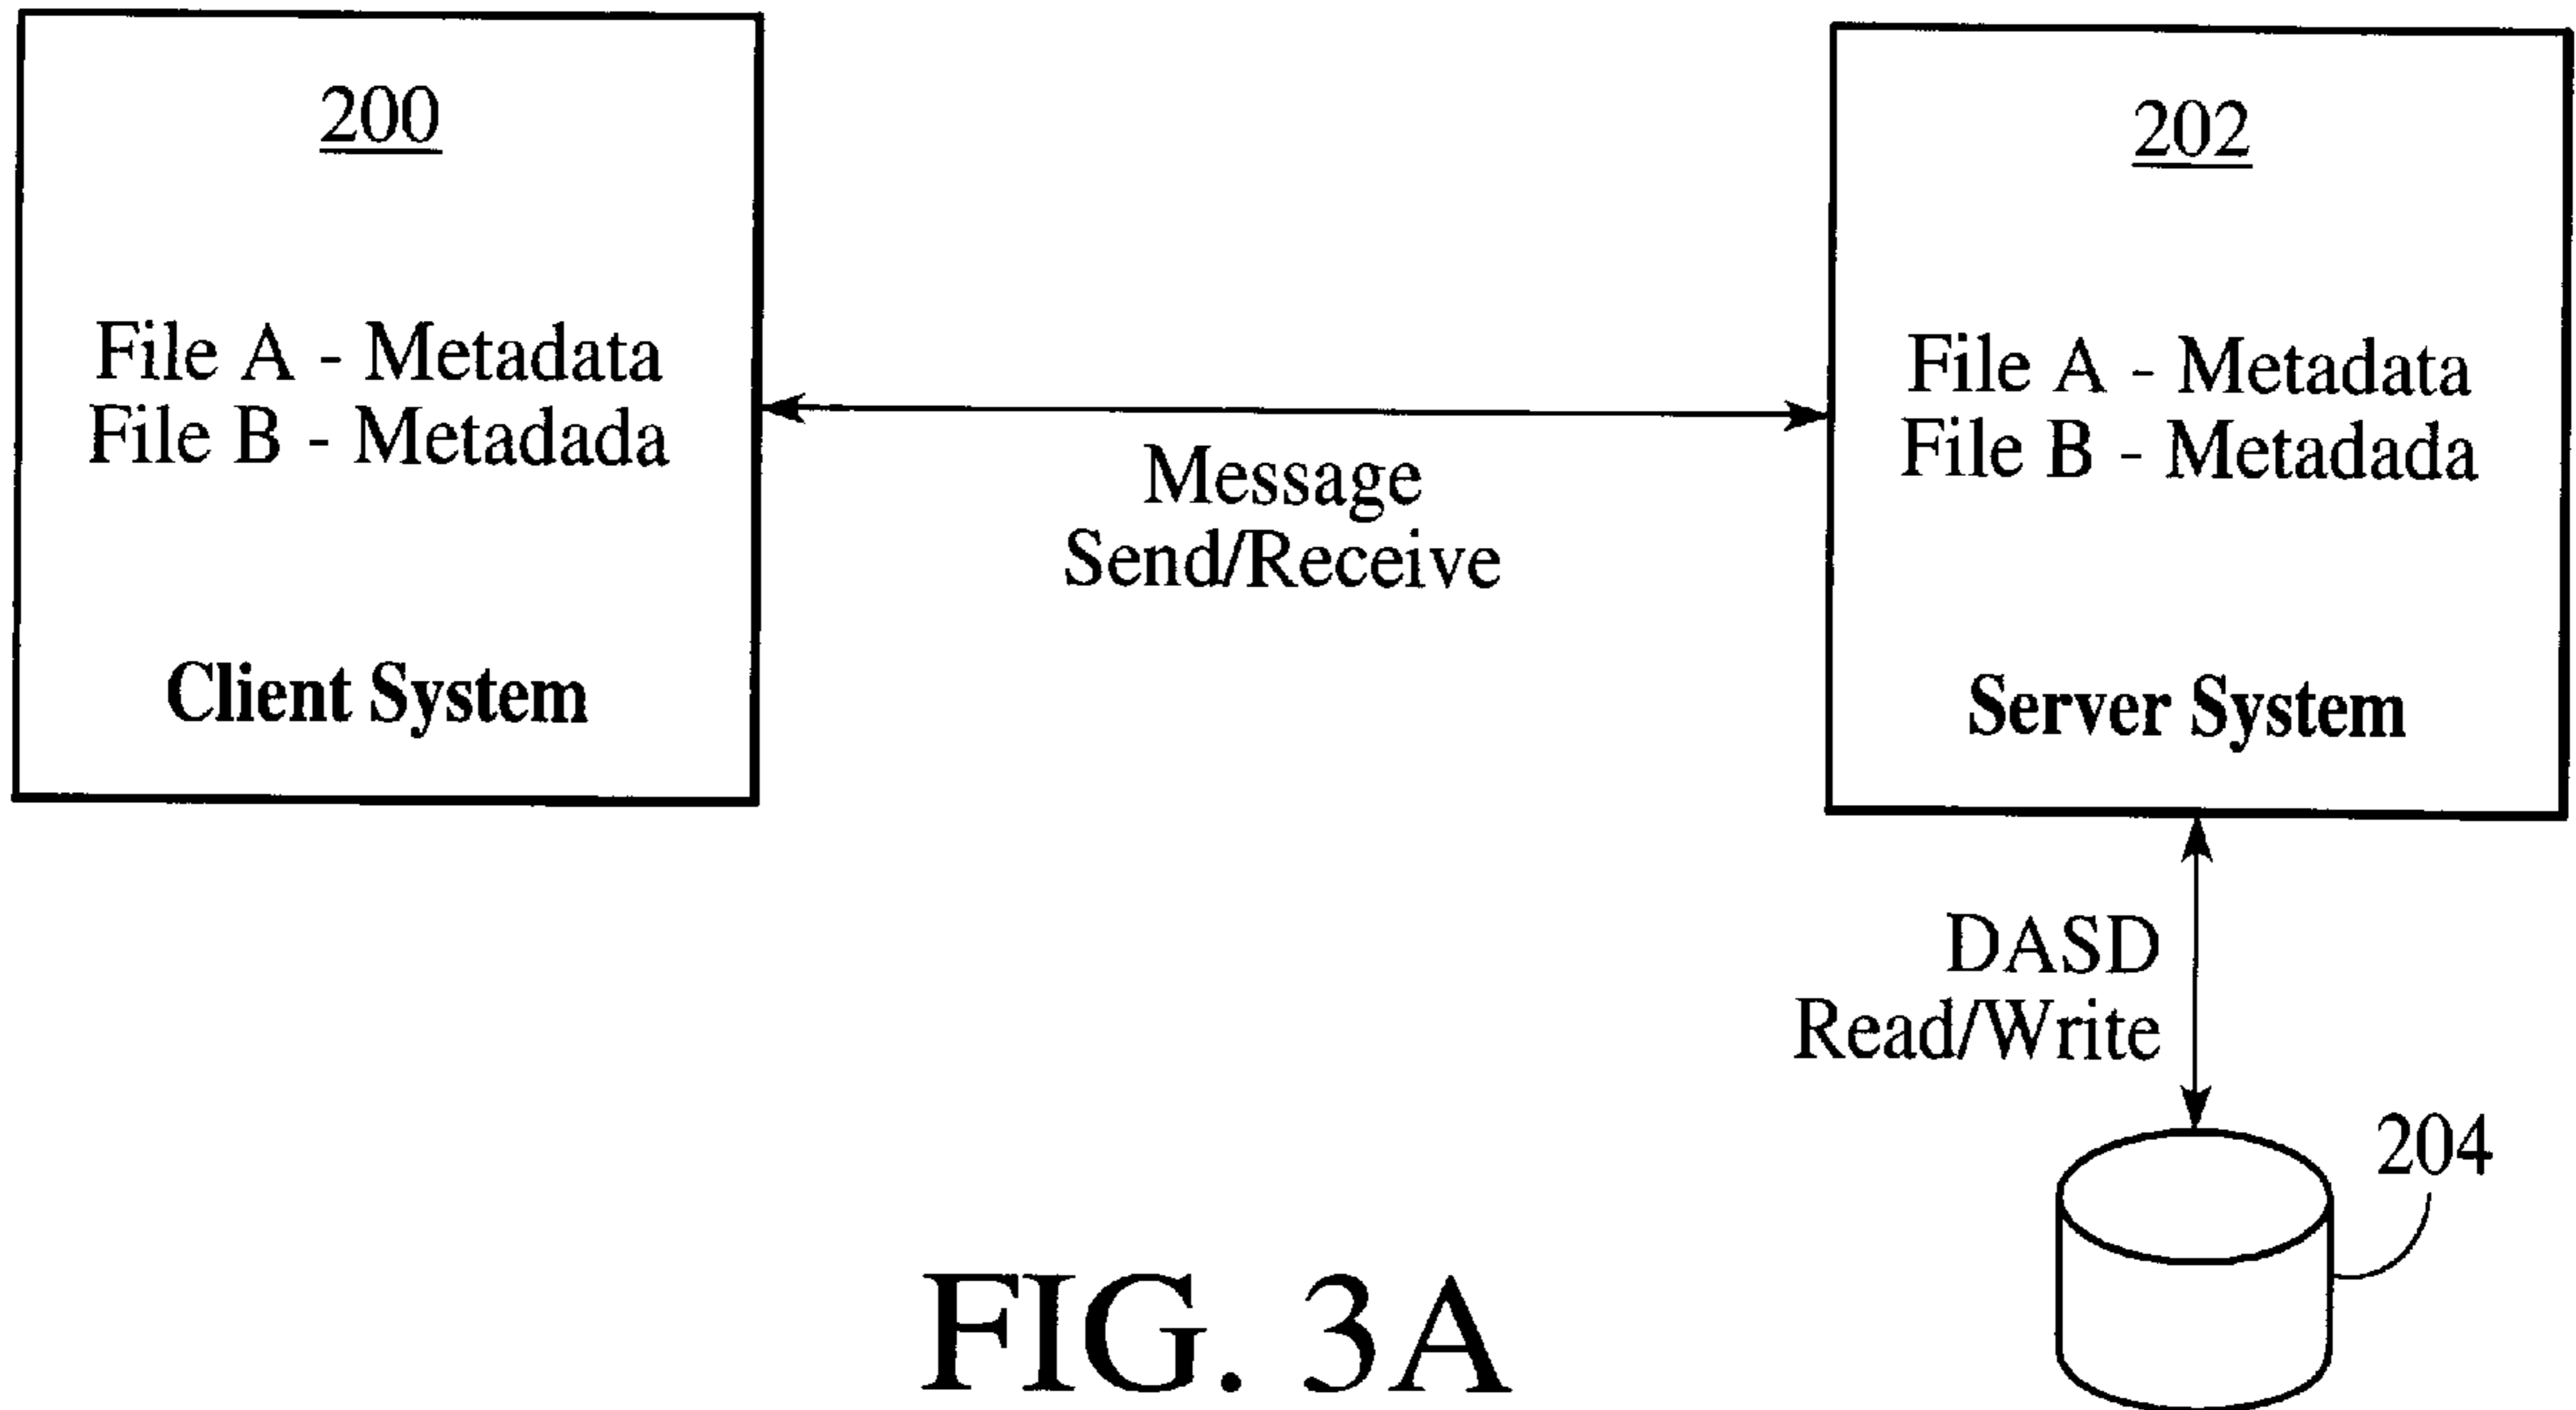 200
File A - Metadata
File B - Metadada
Client System
Message
Send/Receive
202
File A - Metadata
File B - Metadada
Server System
DASD
Read/Write
204
FIG. 3A